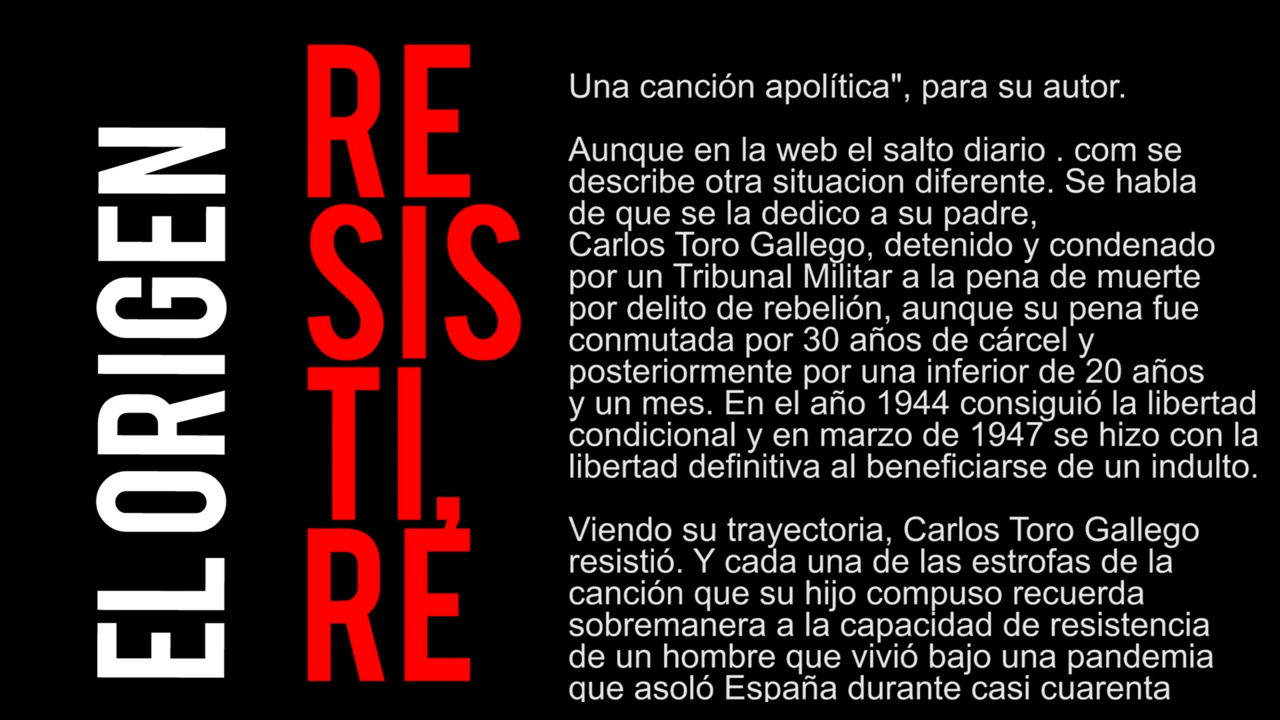 EL ORIGEN
RE
SIS
TI,
RÉ
Una canción apolítica", para su autor.
Aunque en la web el salto diario . com se
describe otra situacion diferente. Se habla
de que se la dedico a su padre,
Carlos Toro Gallego, detenido y condenado
por un Tribunal Militar a la pena de muerte
por delito de rebelión, aunque su pena fue
conmutada por 30 años de cárcel y
posteriormente por una inferior de 20 años
y un mes. En el año 1944 consiguió la libertad
condicional y en marzo de 1947 se hizo con la
libertad definitiva al beneficiarse de un indulto.
Viendo su trayectoria, Carlos Toro Gallego
resistió. Y cada una de las estrofas de la
canción que su hijo compuso recuerda
sobremanera a la capacidad de resistencia
de un hombre que vivió bajo una pandemia
que asoló España durante casi cuarenta